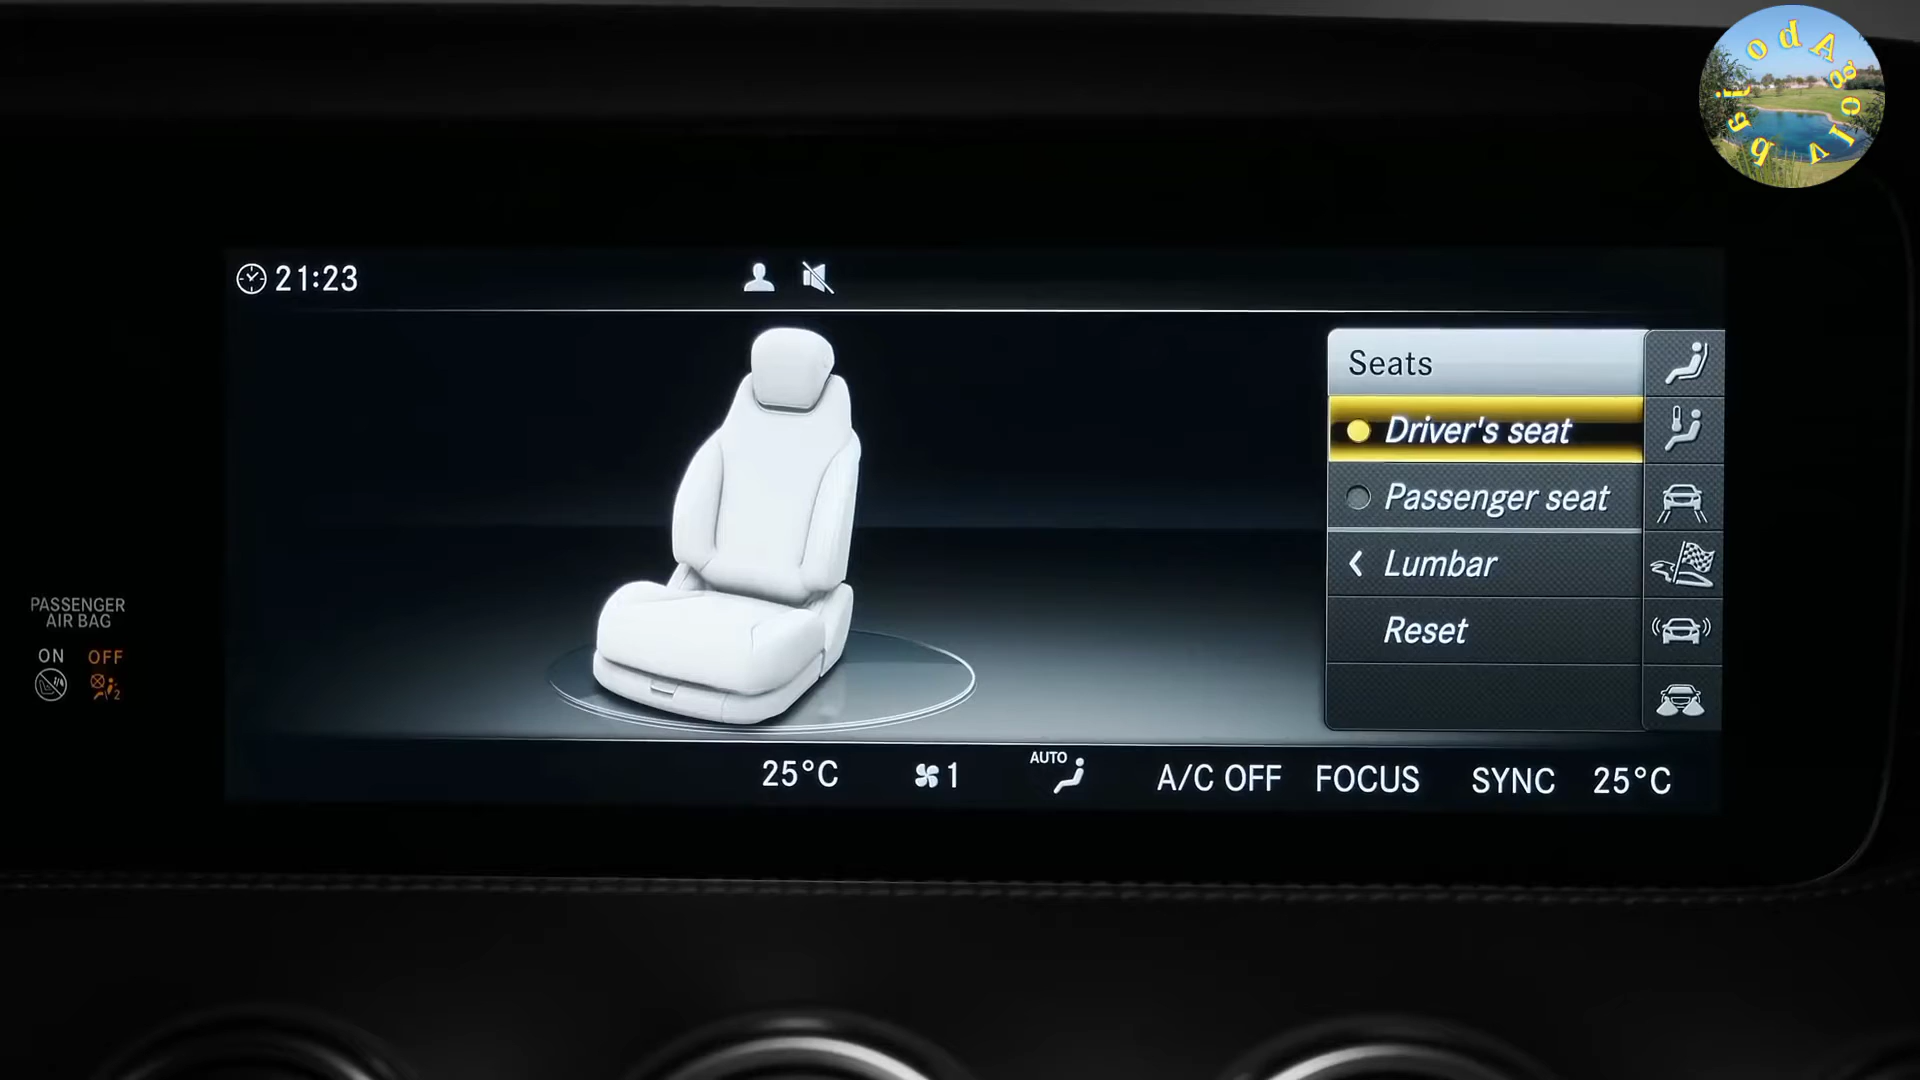 21:23
Seats
Driver's seat
Passenger seat
Lumbar
Reset
PASSENGER
AIR BAG
ON OFF
2
25°C 1 AUTO A/C OFF FOCUS SYNC 25°C